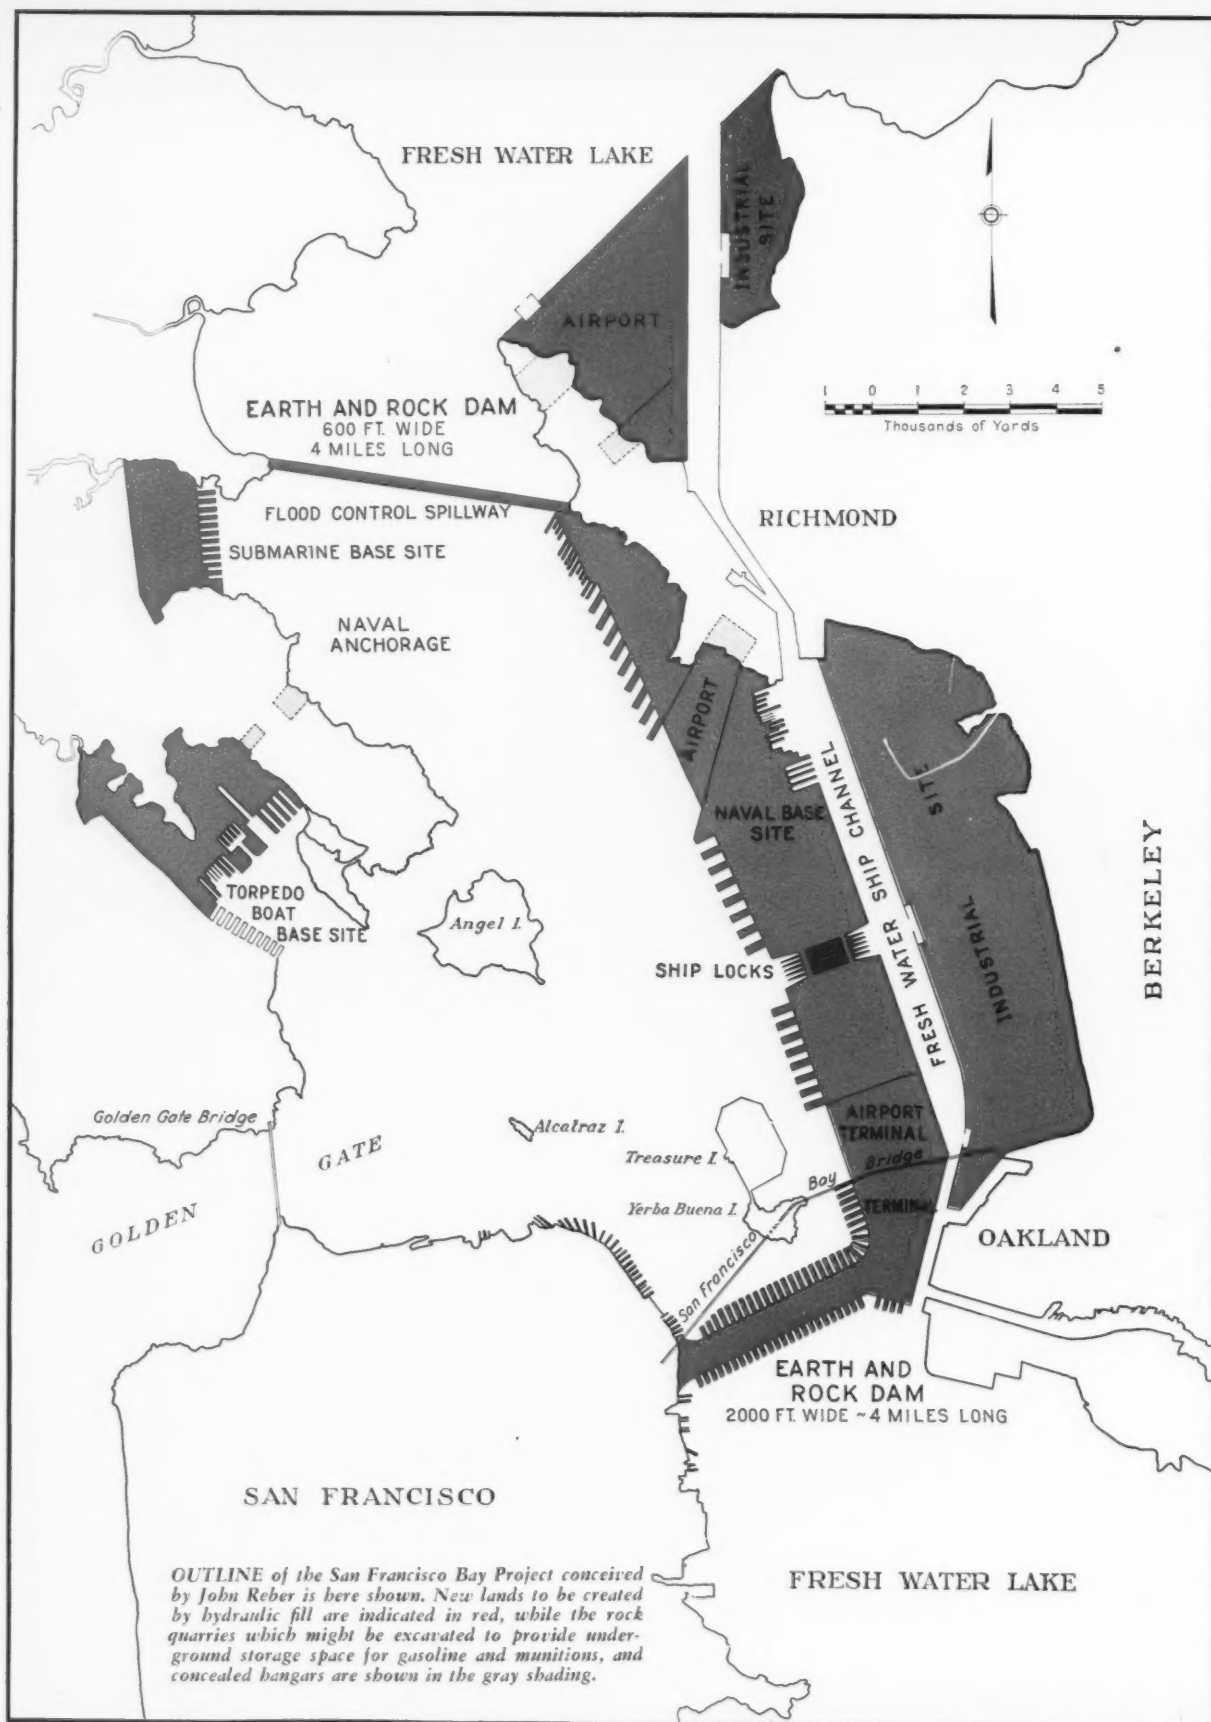 FRESH WATER LAKE
INSUSTRIAL
SITE
AIRPORT
EARTH AND ROCK DAM
600 FT. WIDE
4 MILES LONG
1 0 1 2 3 4 5
Thousands of Yards
FLOOD CONTROL SPILLWAY
RICHMOND
SUBMARINE BASE SITE
NAVAL
ANCHORAGE
AIRPORT
NAVAL BASE
SITE
FRESH WATER SHIP CHANNEL
INDUSTRIAL
SITE
BERKELEY
TORPEDO
BOAT
BASE SITE
Angel I.
SHIP LOCKS
Golden Gate Bridge
GOLDEN
GATE
Alcatraz I.
Treasure I.
Yerba Buena I.
AIRPORT
TERMINAL
San Francisco Bay Bridge
TERMINAL
OAKLAND
EARTH AND
ROCK DAM
2000 FT. WIDE ~ 4 MILES LONG
SAN FRANCISCO
FRESH WATER LAKE
OUTLINE of the San Francisco Bay Project conceived
by John Reber is here shown. New lands to be created
by hydraulic fill are indicated in red, while the rock
quarries which might be excavated to provide under-
ground storage space for gasoline and munitions, and
concealed hangars are shown in the gray shading.